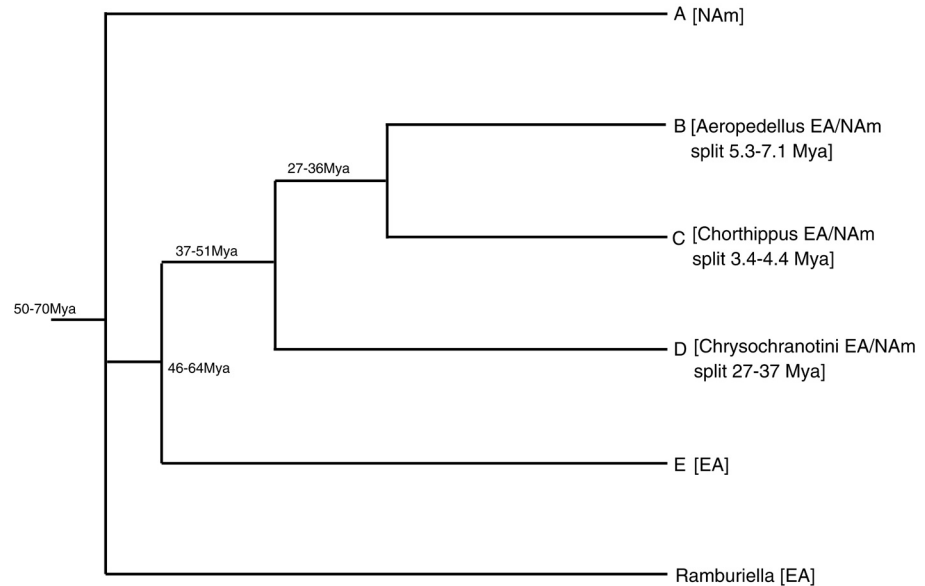 A [NAm]
B [Aeropedellus EA/NAm
split 5.3-7.1 Mya]
27-36Mya
C [Chorthippus EA/NAm
split 3.4-4.4 Mya]
37-51Mya
50-70Mya
D [Chrysochranotini EA/NAm
split 27-37 Mya]
46-64Mya
E [EA]
Ramburiella [EA]